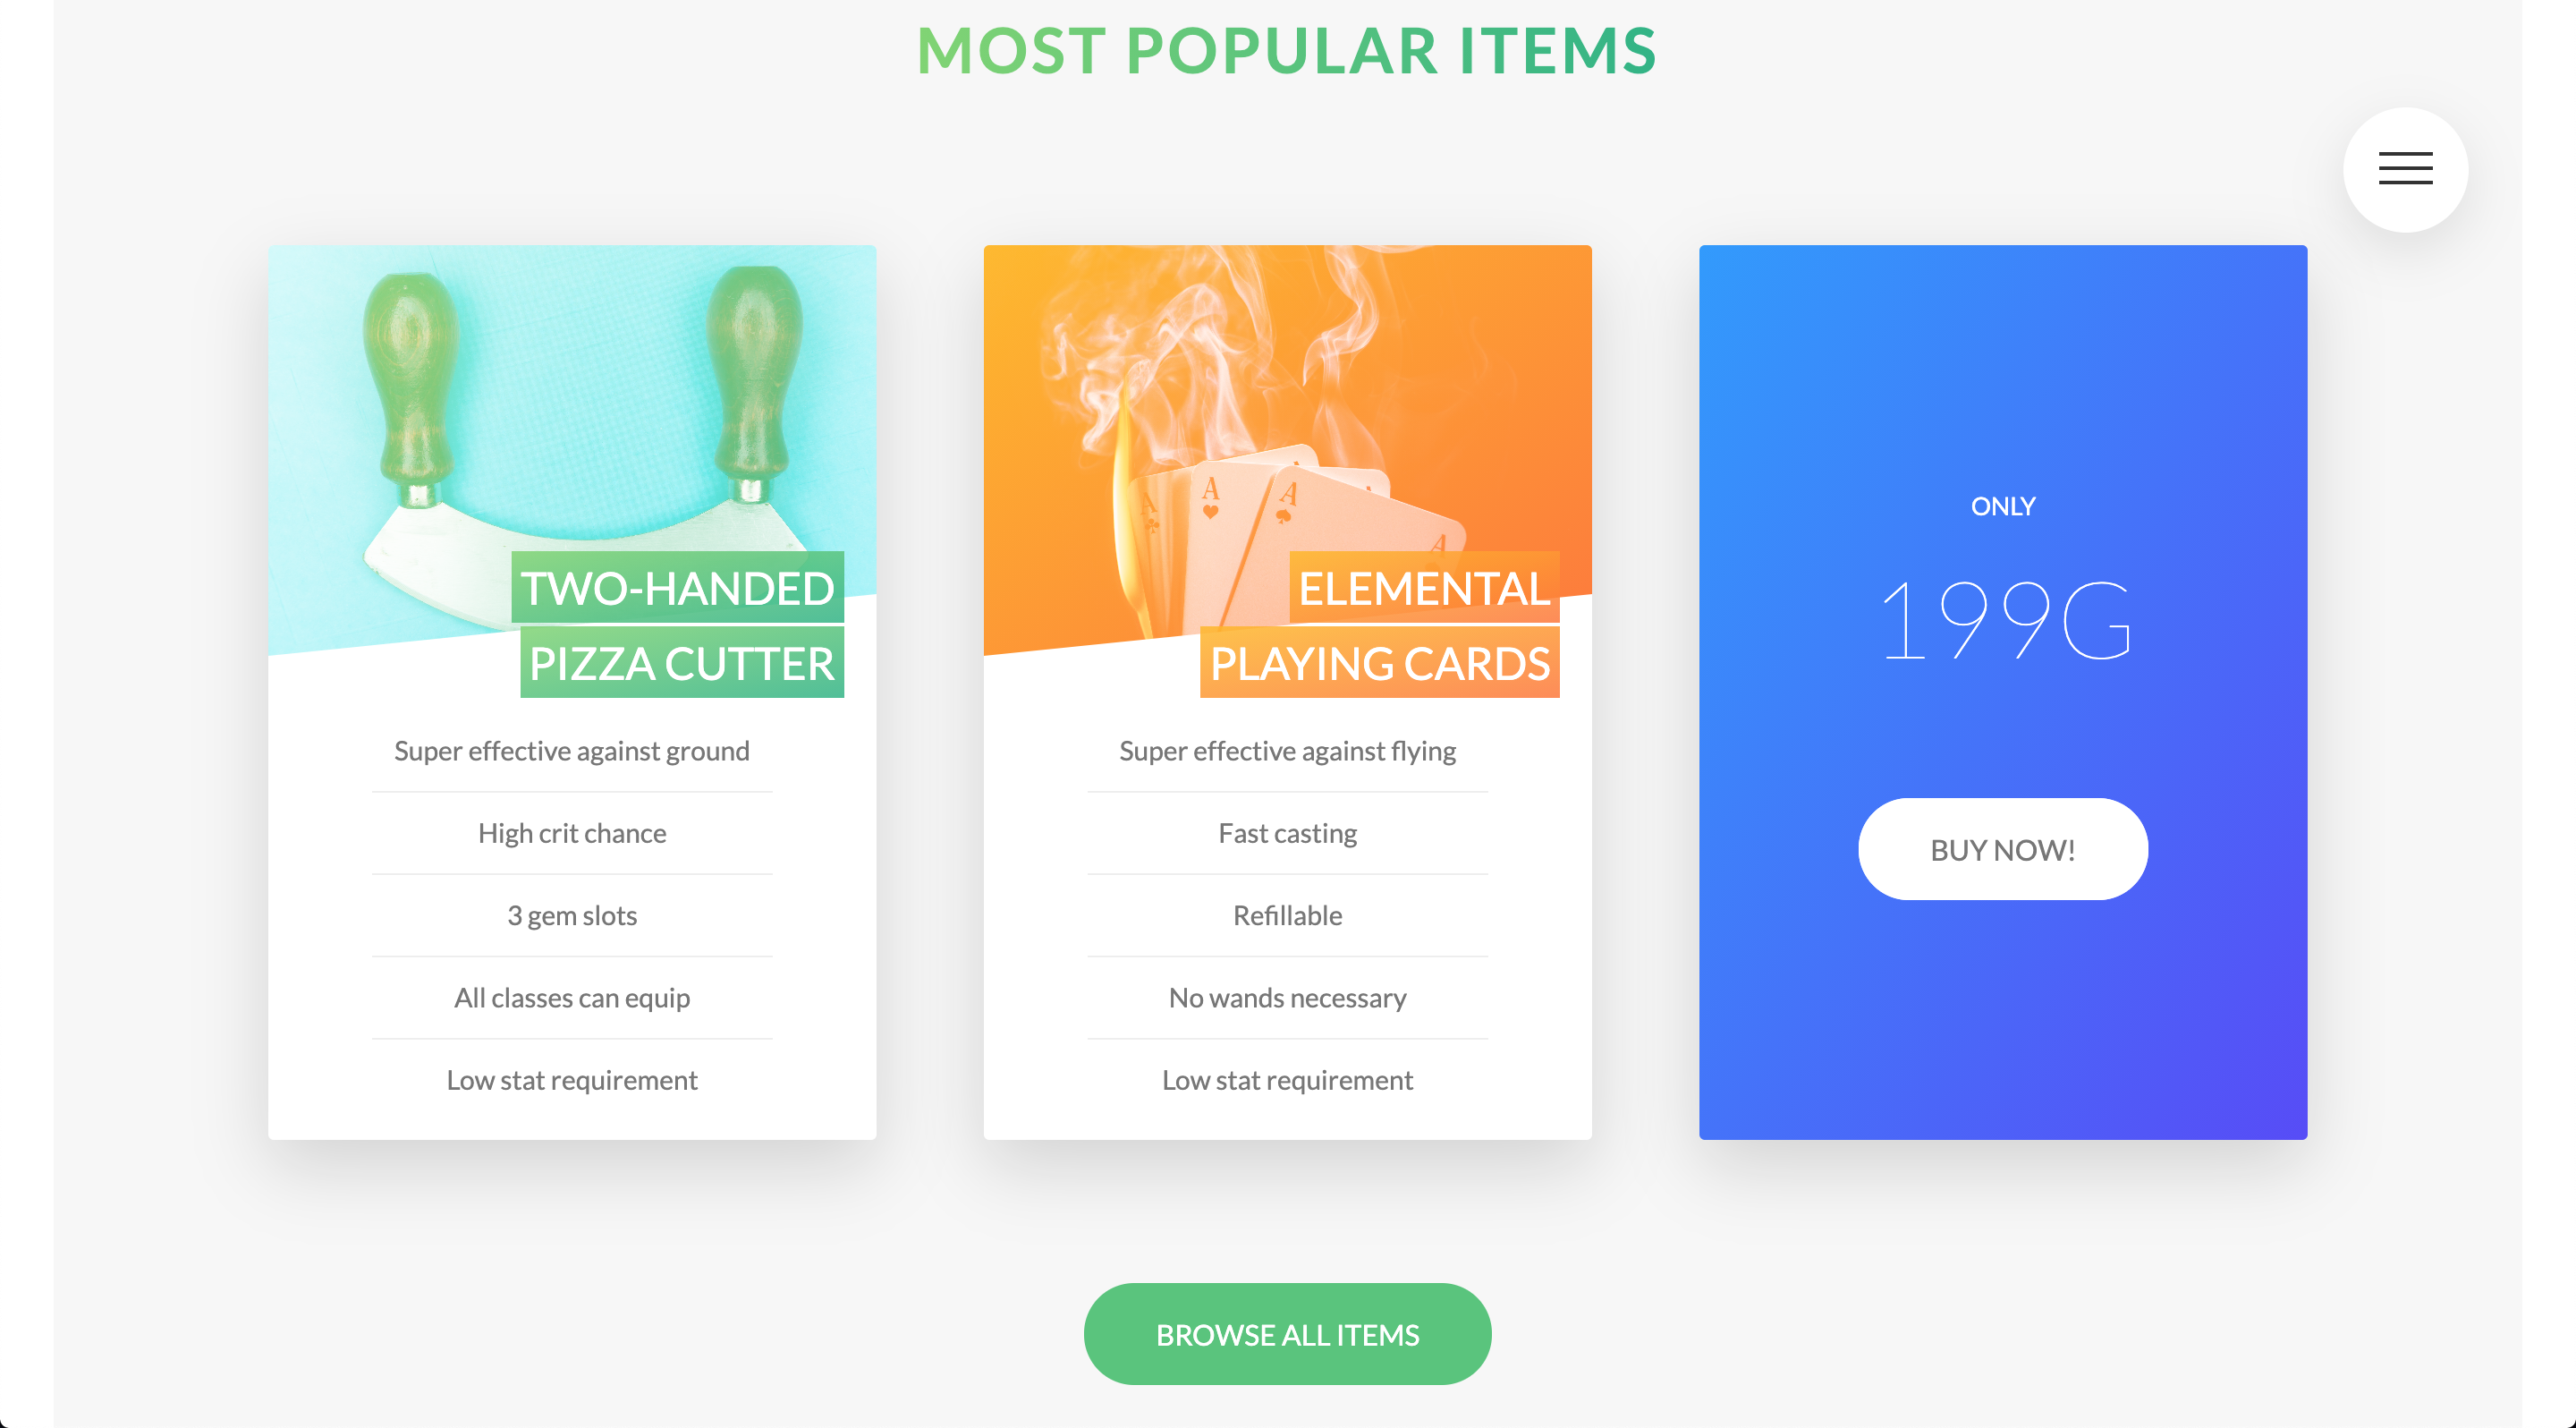 MOST POPULAR ITEMS
TWO-HANDED
PIZZA CUTTER
Super effective against ground
High crit chance
3 gem slots
All classes can equip
Low stat requirement
A
A
A
A
ELEMENTAL
PLAYING CARDS
Super effective against flying
Fast casting
Refillable
No wands necessary
Low stat requirement
ONLY
199G
BUY NOW!
BROWSE ALL ITEMS